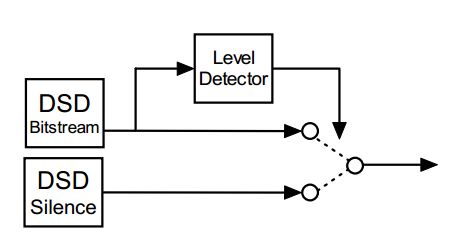 Level
Detector
DSD
Bitstream
DSD
Silence